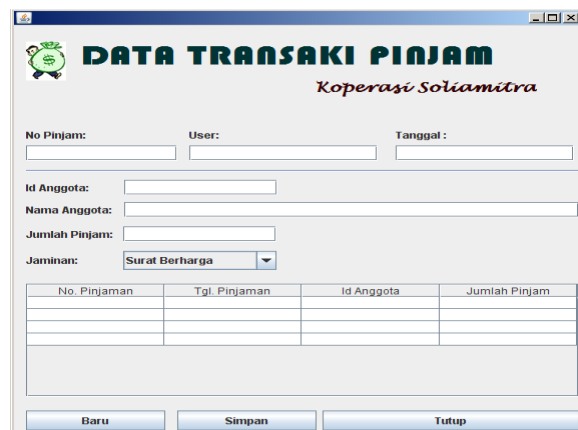 DATA TRANSAKI PINJAM
Koperasi Soliamitra
No Pinjam: User: Tanggal :
Id Anggota:
Nama Anggota:
Jumlah Pinjam:
Jaminan: Surat Berharga
No. Pinjaman Tgl. Pinjaman Id Anggota Jumlah Pinjam
Baru Simpan Tutup